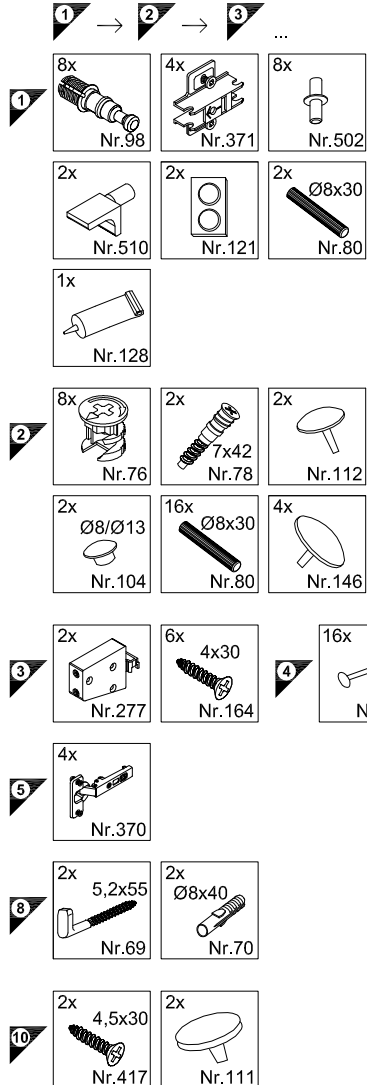 1 → 2 → 3 ...
1
8x
Nr.98
4x
Nr.371
8x
Nr.502
2x
Nr.510
2x
Nr.121
2x
Ø8x30
Nr.80
1x
Nr.128
2
8x
Nr.76
2x
7x42
Nr.78
2x
Nr.112
2x
Ø8/Ø13
Nr.104
16x
Ø8x30
Nr.80
4x
Nr.146
3
2x
Nr.277
6x
4x30
Nr.164
4
16x
N
5
4x
Nr.370
8
2x
5,2x55
Nr.69
2x
Ø8x40
Nr.70
10
2x
4,5x30
Nr.417
2x
Nr.111